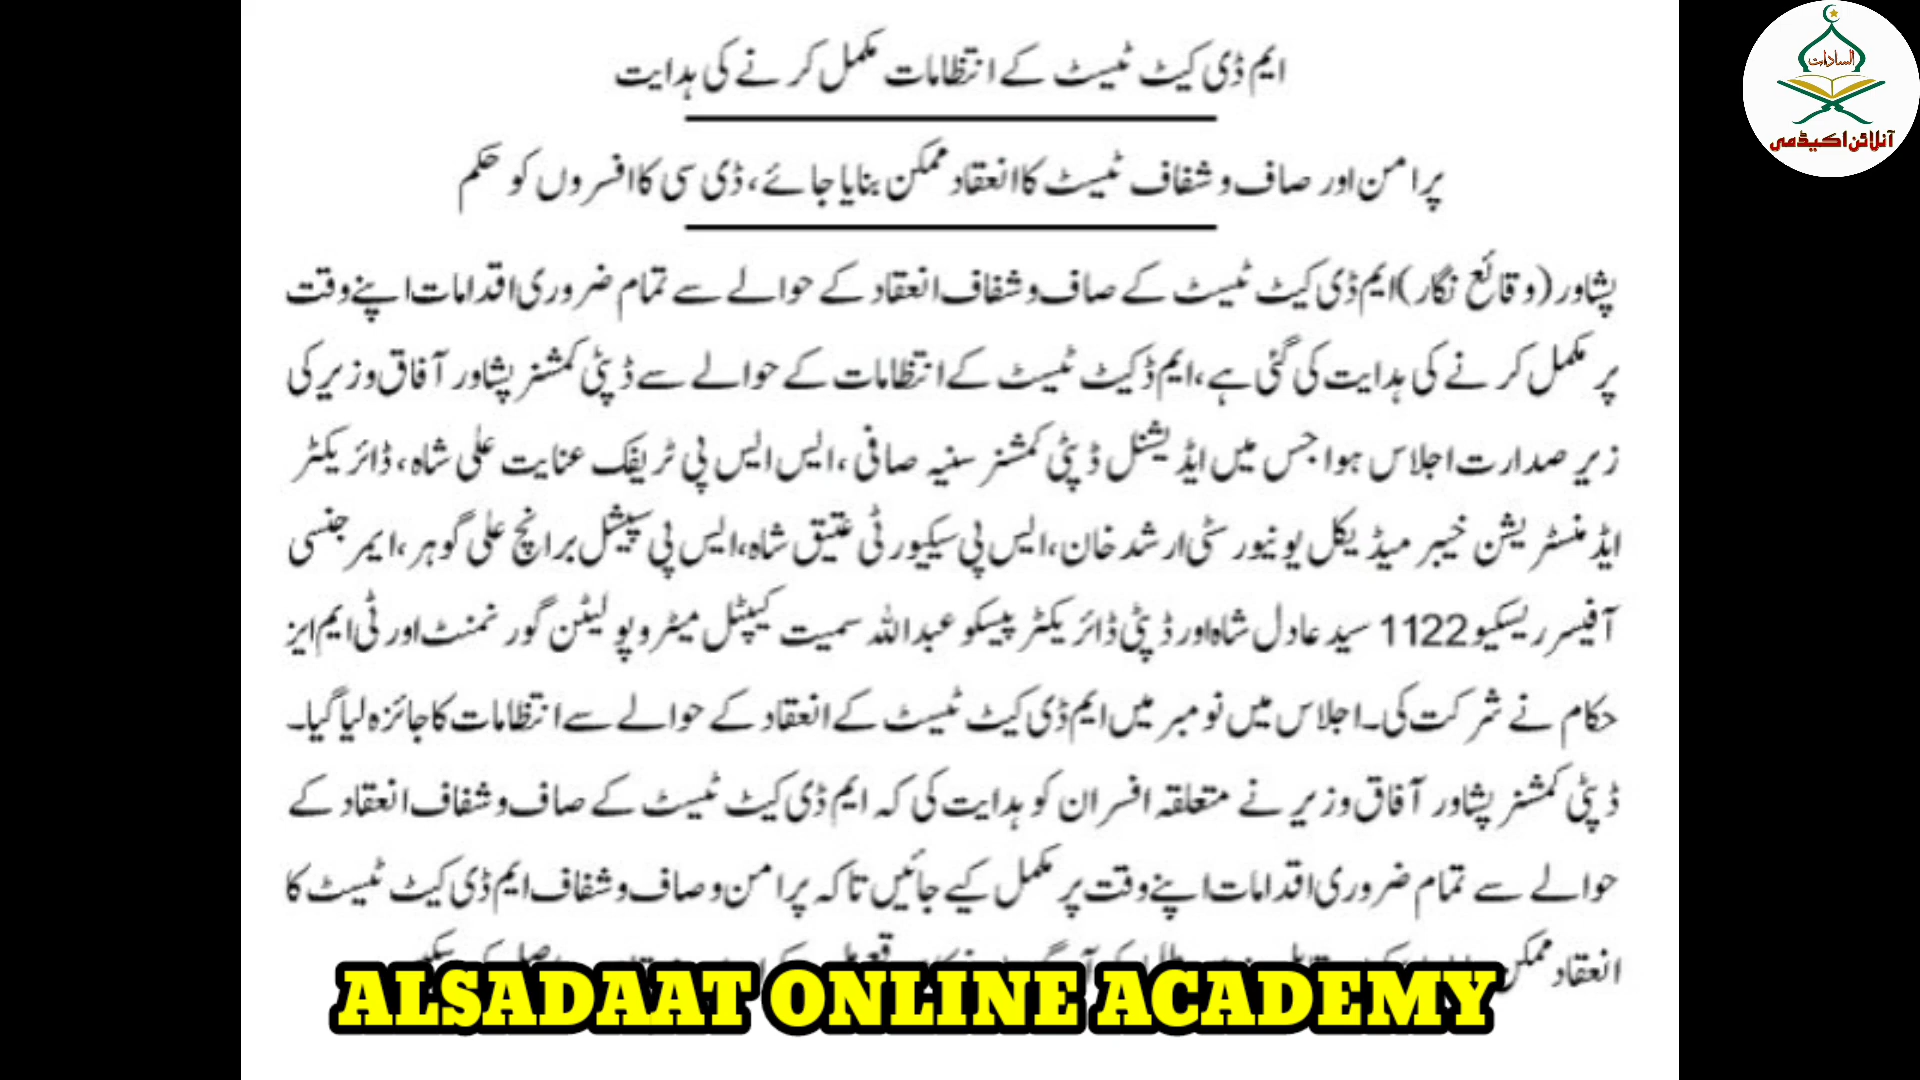 ایم ڈی کیٹ ٹیسٹ کے انتظامات مکمل کرنے کی ہدایت
پرامن اور صاف و شفاف ٹیسٹ کا انعقاد ممکن بنایا جائے، ڈی سی کا افسروں کو حکم
پشاور (وقائع نگار) ایم ڈی کیٹ ٹیسٹ کے صاف و شفاف انعقاد کے حوالے سے تمام ضروری اقدامات اپنے وقت
پر مکمل کرنے کی ہدایت کی گئی ہے، ایم ڈکیٹ ٹیسٹ کے انتظامات کے حوالے سے ڈپٹی کمشنر پشاور آفاق وزیر کی
زیر صدارت اجلاس ہوا جس میں ایڈیشنل ڈپٹی کمشنر سنیہ صافی، ایس ایس پی ٹریفک عنایت علی شاہ، ڈائریکٹر
ایڈمنسٹریشن خیبر میڈیکل یونیورسٹی ارشد خان، ایس پی سیکیورٹی عتیق شاہ، ایس پی سپیشل برانچ علی گوہر، ایمرجنسی
آفیسر ریسکیو 1122 سید عادل شاہ اور ڈپٹی ڈائریکٹر پیسکو عبداللہ سمیت کیپٹل میٹروپولیٹن گورنمنٹ اور ٹی ایم ایز
حکام نے شرکت کی۔ اجلاس میں نومبر میں ایم ڈی کیٹ ٹیسٹ کے انعقاد کے حوالے سے انتظامات کا جائزہ لیا گیا۔
ڈپٹی کمشنر پشاور آفاق وزیر نے متعلقہ افسران کو ہدایت کی کہ ایم ڈی کیٹ ٹیسٹ کے صاف و شفاف انعقاد کے
حوالے سے تمام ضروری اقدامات اپنے وقت پر مکمل کیے جائیں تاکہ پرامن و صاف و شفاف ایم ڈی کیٹ ٹیسٹ کا
انعقاد ممکن
ALSADAAT ONLINE ACADEMY
السادات
آنلائن اکیڈمی